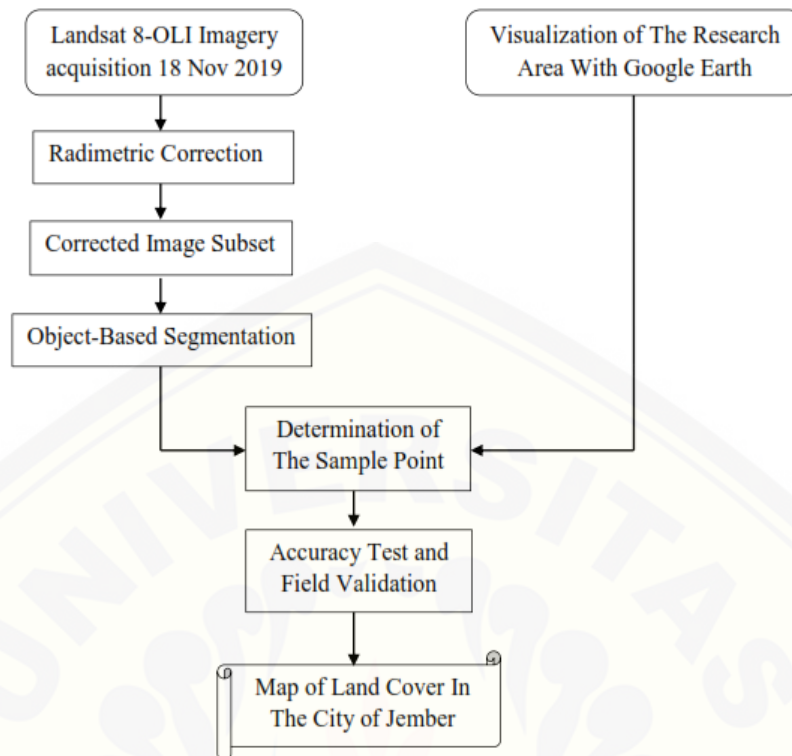 Landsat 8-OLI Imagery
acquisition 18 Nov 2019
Visualization of The Research
Area With Google Earth
Radimetric Correction
Corrected Image Subset
Object-Based Segmentation
Determination of
The Sample Point
Accuracy Test and
Field Validation
Map of Land Cover In
The City of Jember
UNIVERSITAS